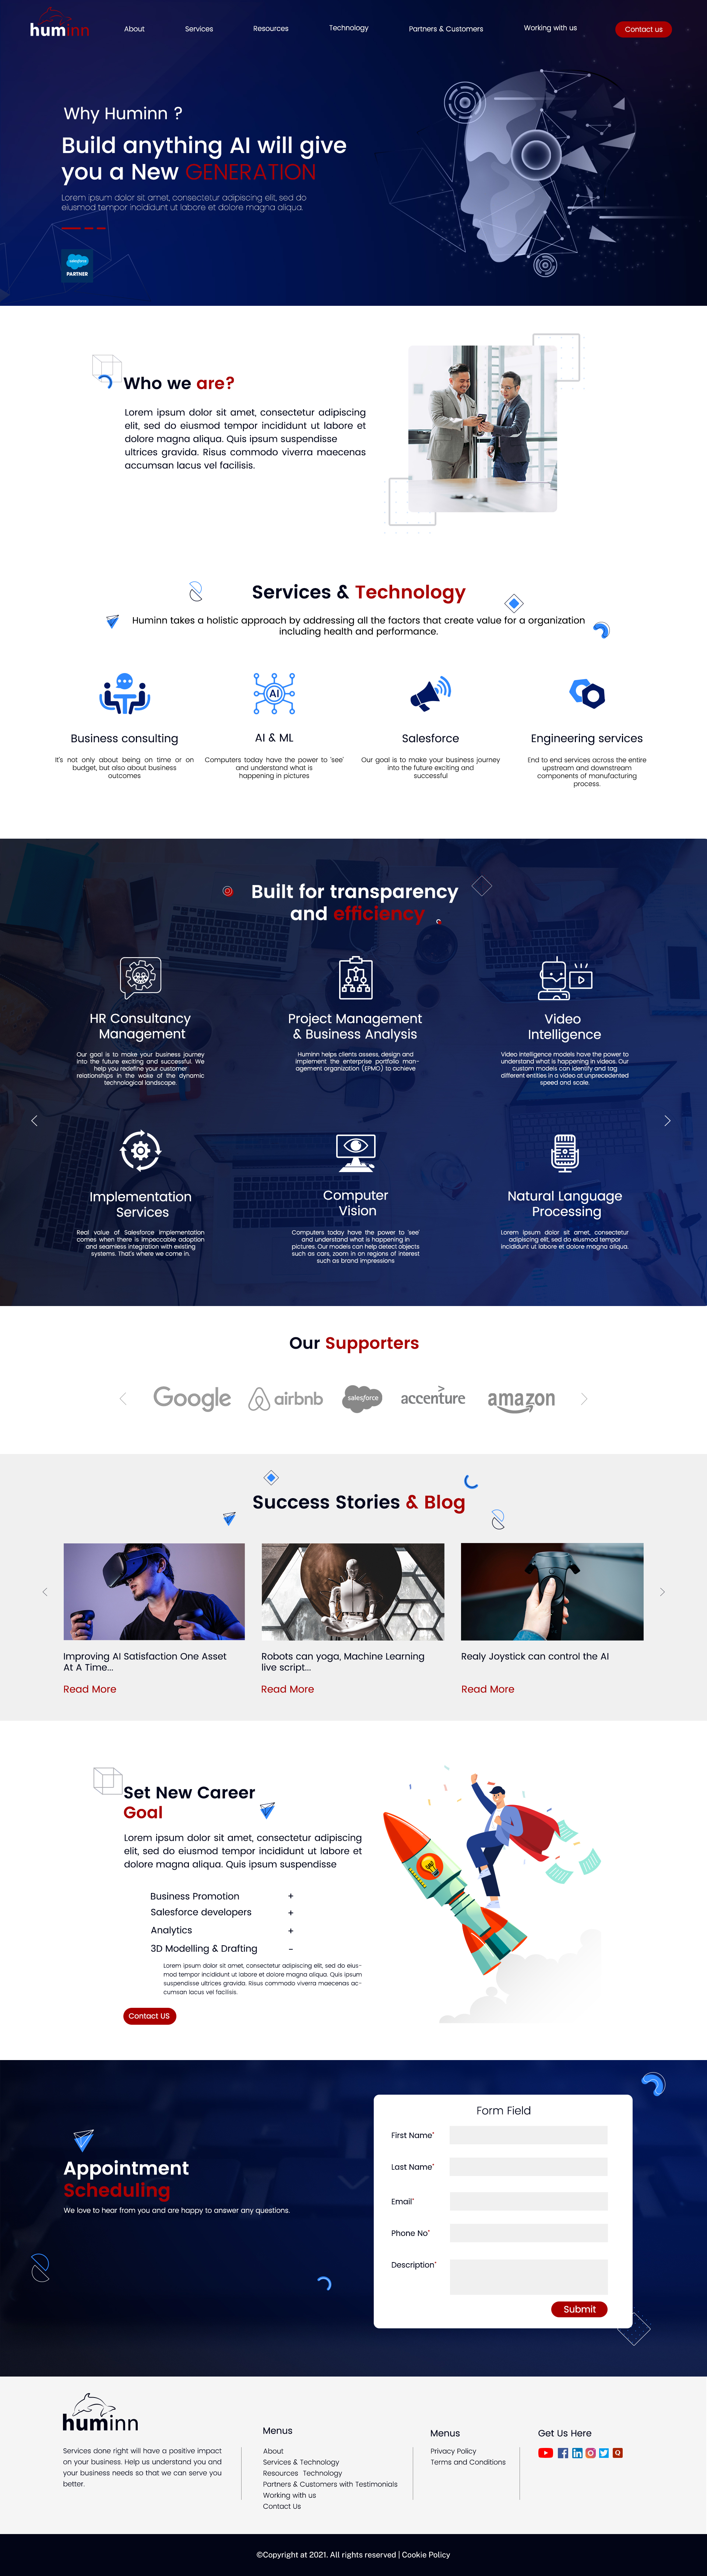 huminn
About
Services
Resources
Technology
Partners & Customers
Working with us
Contact us
Why Huminn ?
Build anything AI will give
you a New GENERATION
Lorem ipsum dolor sit amet, consectetur adipiscing elit, sed do
eiusmod tempor incididunt ut labore et dolore magna aliqua.
salesforce
PARTNER
Who we are?
Lorem ipsum dolor sit amet, consectetur adipiscing
elit, sed do eiusmod tempor incididunt ut labore et
dolore magna aliqua. Quis ipsum suspendisse
ultrices gravida. Risus commodo viverra maecenas
accumsan lacus vel facilisis.
Services & Technology
Huminn takes a holistic approach by addressing all the factors that create value for a organization
including health and performance.
AI
Business consulting
It's not only about being on time or on
budget, but also about business
outcomes
AI & ML
Computers today have the power to 'see'
and understand what is
happening in pictures
Salesforce
Our goal is to make your business journey
into the future exciting and
successful
Engineering services
End to end services across the entire
upstream and downstream
components of manufacturing
process.
Built for transparency
and efficiency
HR Consultancy
Management
Our goal is to make your business journey
into the future exciting and successful. We
help you redefine your customer
relationships in the wake of the dynamic
technological landscape.
Project Management
& Business Analysis
Huminn helps clients assess, design and
implement the enterprise portfolio man-
agement organization (EPMO) to achieve
Video
Intelligence
Video intelligence models have the power to
understand what is happening in videos. Our
custom models can identify and tag
different entities in a video at unprecedented
speed and scale.
Implementation
Services
Real value of Salesforce implementation
comes when there is impeccable adoption
and seamless integration with existing
systems. That's where we come in.
Computer
Vision
Computers today have the power to 'see'
and understand what is happening in
pictures. Our models can help detect objects
such as cars, zoom in on regions of interest
such as brand impressions
Natural Language
Processing
Lorem ipsum dolor sit amet, consectetur
adipiscing elit, sed do eiusmod tempor
incididunt ut labore et dolore magna aliqua.
Our Supporters
Google
airbnb
salesforce
accenture
amazon
Success Stories & Blog
Improving AI Satisfaction One Asset
At A Time...
Read More
Robots can yoga, Machine Learning
live script...
Read More
Realy Joystick can control the AI
Read More
Set New Career
Goal
Lorem ipsum dolor sit amet, consectetur adipiscing
elit, sed do eiusmod tempor incididunt ut labore et
dolore magna aliqua. Quis ipsum suspendisse
Business Promotion +
Salesforce developers +
Analytics +
3D Modelling & Drafting -
Lorem ipsum dolor sit amet, consectetur adipiscing elit, sed do eius-
mod tempor incididunt ut labore et dolore magna aliqua. Quis ipsum
suspendisse ultrices gravida. Risus commodo viverra maecenas ac-
cumsan lacus vel facilisis.
Contact US
Appointment
Scheduling
We love to hear from you and are happy to answer any questions.
Form Field
First Name*
Last Name*
Email*
Phone No*
Description*
Submit
huminn
Services done right will have a positive impact
on your business. Help us understand you and
your business needs so that we can serve you
better.
Menus
About
Services & Technology
Resources Technology
Partners & Customers with Testimonials
Working with us
Contact Us
Menus
Privacy Policy
Terms and Conditions
Get Us Here
©Copyright at 2021. All rights reserved | Cookie Policy